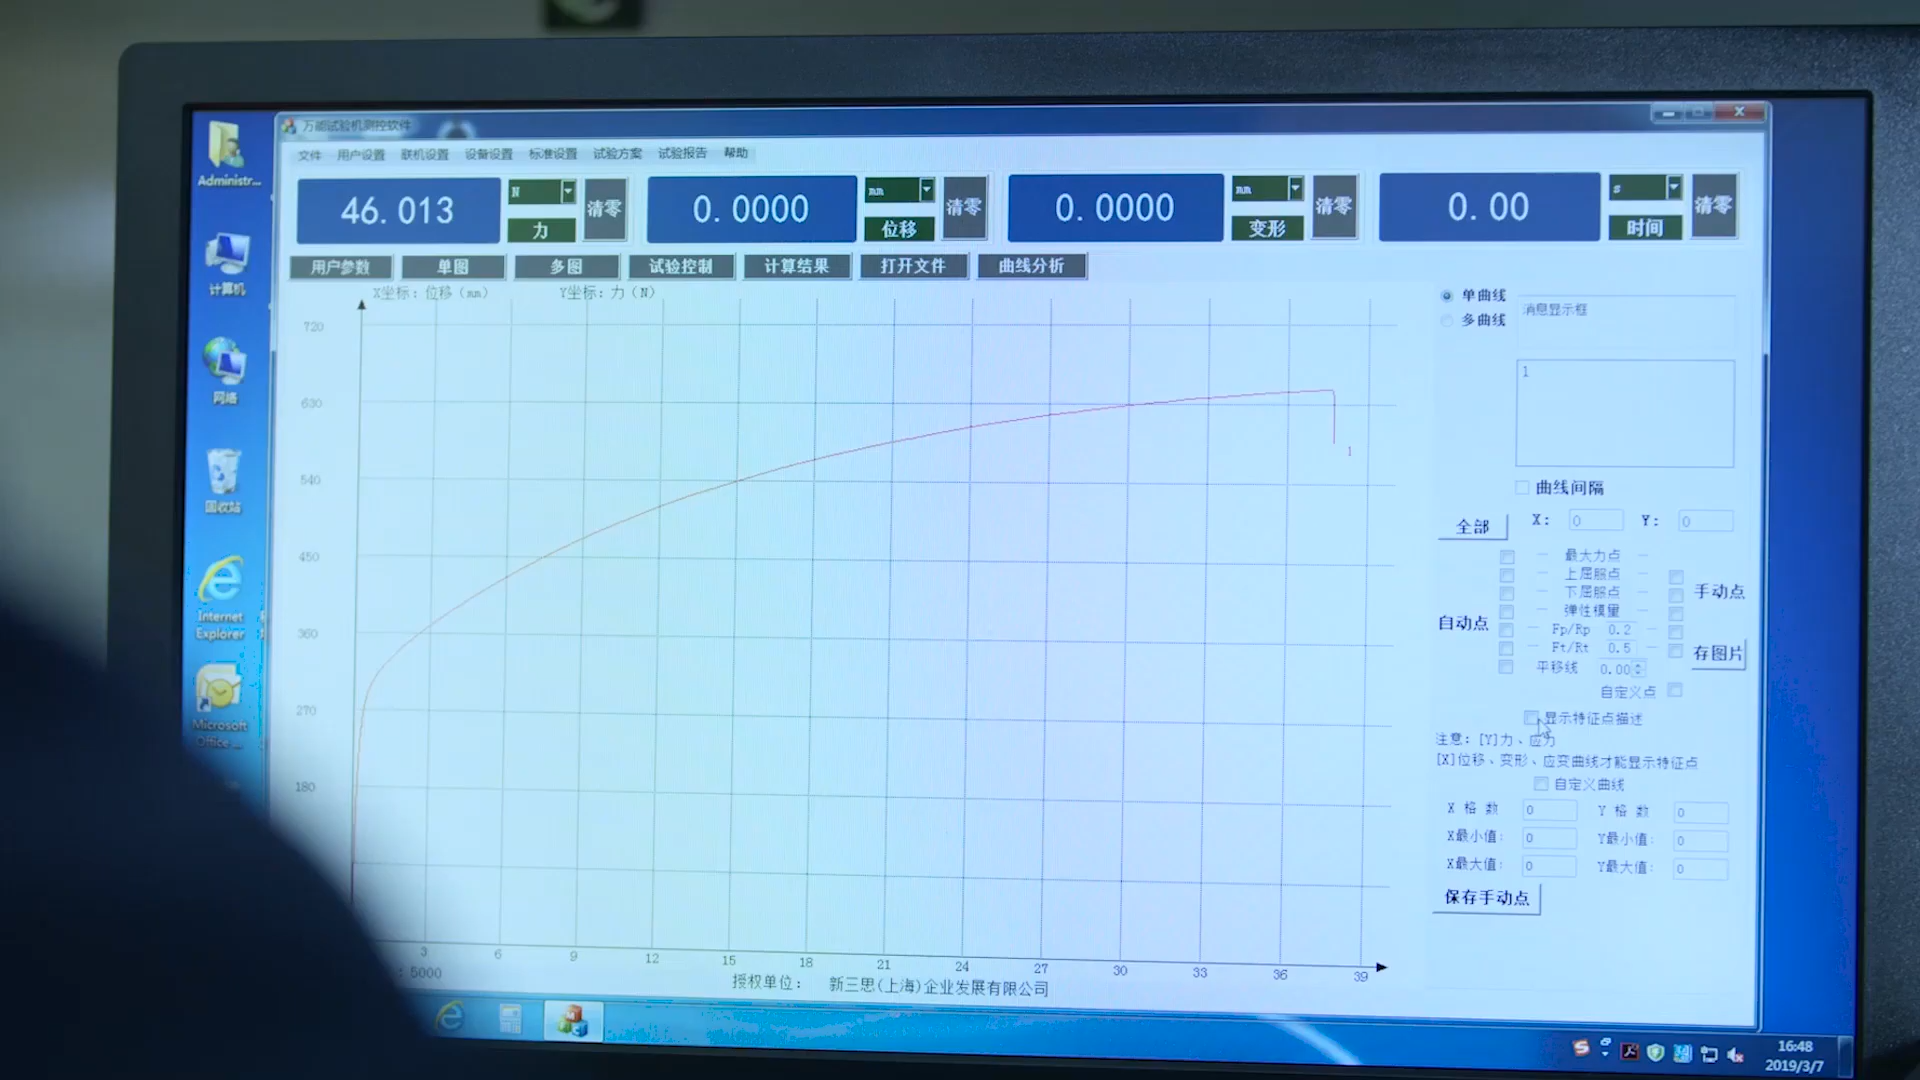 万能试验机测控软件
文件 用户设置 联机设置 设备设置 标准设置 试验方案 试验报告 帮助
46.013 N 力 清零 0.0000 mm 位移 清零 0.0000 mm 变形 清零 0.00 s 时间 清零
用户参数 单图 多图 试验控制 计算结果 打开文件 曲线分析
X坐标: 位移 (mm) Y坐标: 力 (N)
720
630
540
450
360
270
180
3 6 9 12 15 18 21 24 27 30 33 36 39
1
: 5000
授权单位: 新三思(上海)企业发展有限公司
单曲线
多曲线
消息显示框
1
曲线间隔
全部 X: 0 Y: 0
最大力点
上屈服点
下屈服点
弹性模量
Fp/Rp 0.2
Ft/Rt 0.5
平移线 0.00
自动点
手动点
存图片
自定义点
显示特征点描述
注意: [Y]力、应力
[X]位移、变形、应变曲线才能显示特征点
自定义曲线
X 格 数 0 Y 格 数 0
X最小值: 0 Y最小值: 0
X最大值: 0 Y最大值: 0
保存手动点
Administr...
计算机
网络
回收站
Internet
Explorer
Microsoft
Office ...
16:48
2019/3/7